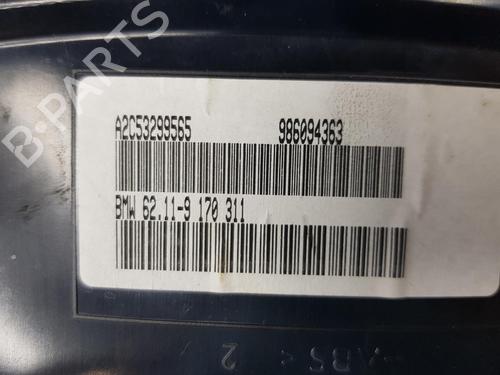 B-PARTS
A2C53299565 986094363
BMW 62.11-9 170 311
>ABS< 2